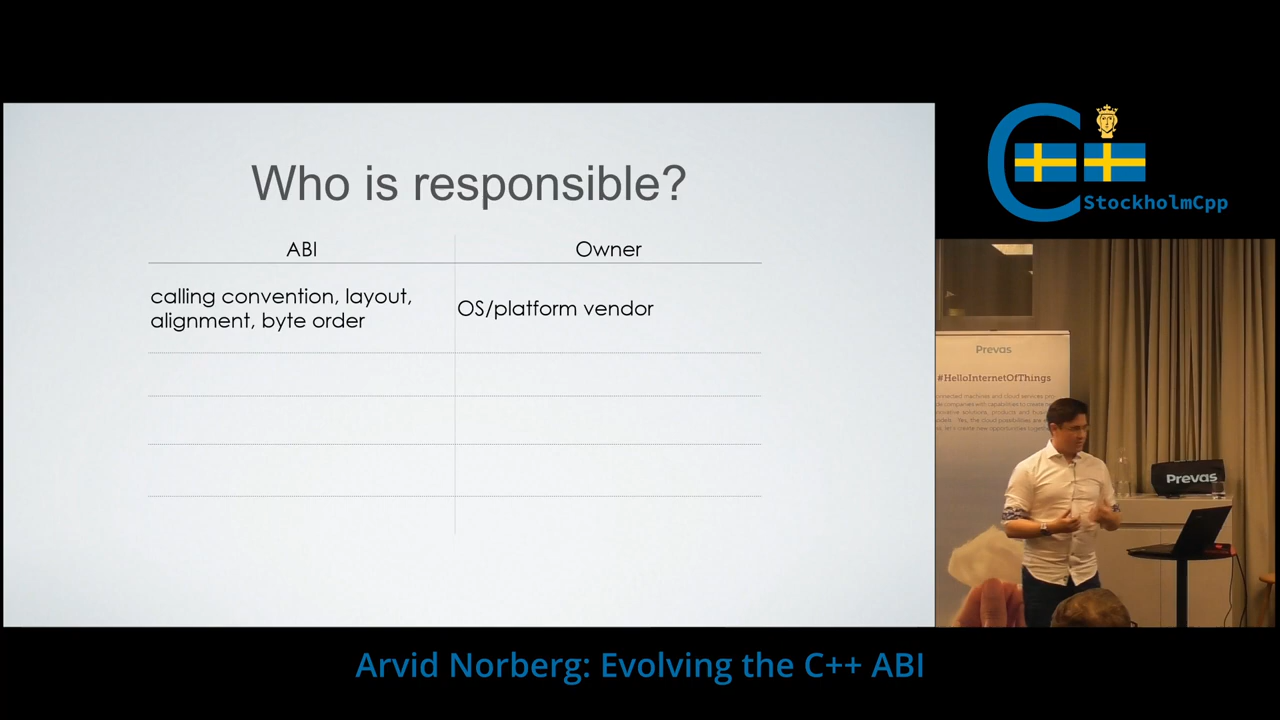 Who is responsible?
ABI
Owner
calling convention, layout,
alignment, byte order
OS/platform vendor
StockholmCpp
Prevas
#HelloInternetOfThings
Prevas
Arvid Norberg: Evolving the C++ ABI